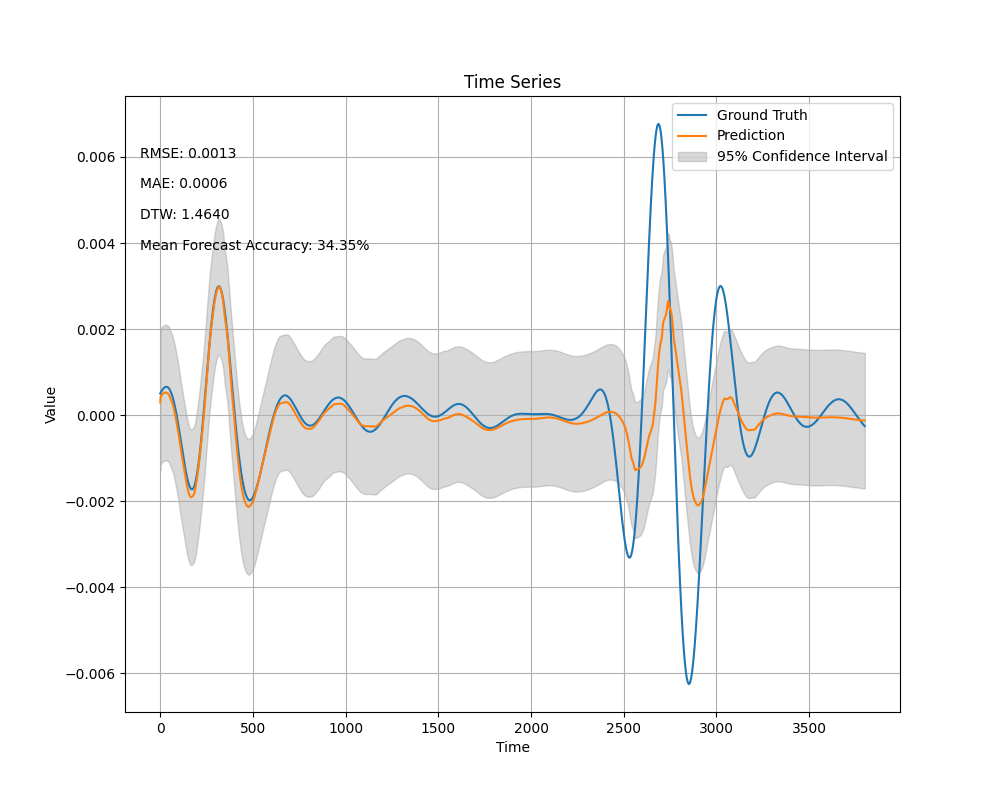 Time Series
Ground Truth
Prediction
95% Confidence Interval
RMSE: 0.0013
MAE: 0.0006
DTW: 1.4640
Mean Forecast Accuracy: 34.35%
Value
0.006
0.004
0.002
0.000
−0.002
−0.004
−0.006
0 500 1000 1500 2000 2500 3000 3500
Time